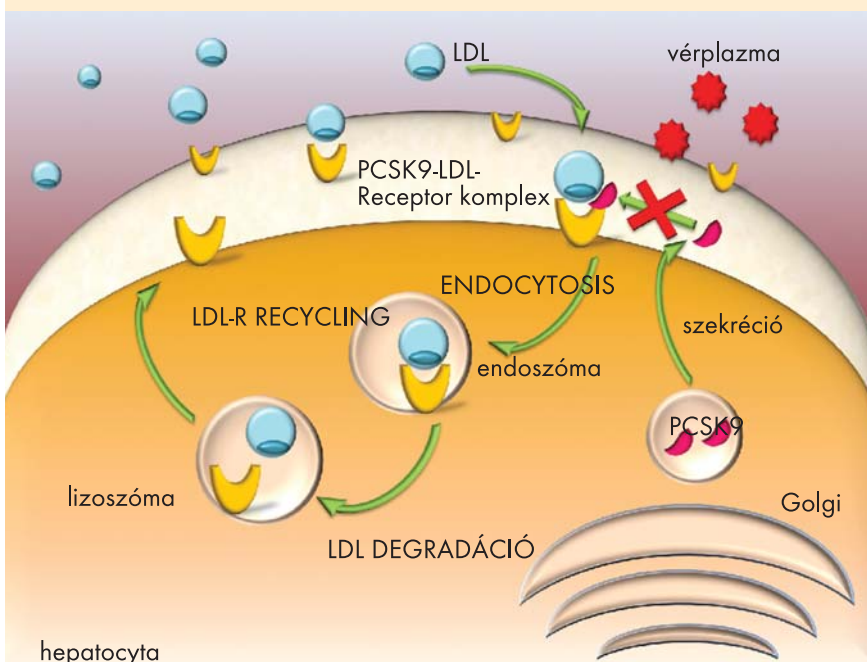 LDL
vérplazma
PCSK9-LDL-
Receptor komplex
ENDOCYTOSIS
LDL-R RECYCLING
szekréció
endoszóma
PCSK9
lizoszóma
Golgi
LDL DEGRADÁCIÓ
hepatocyta